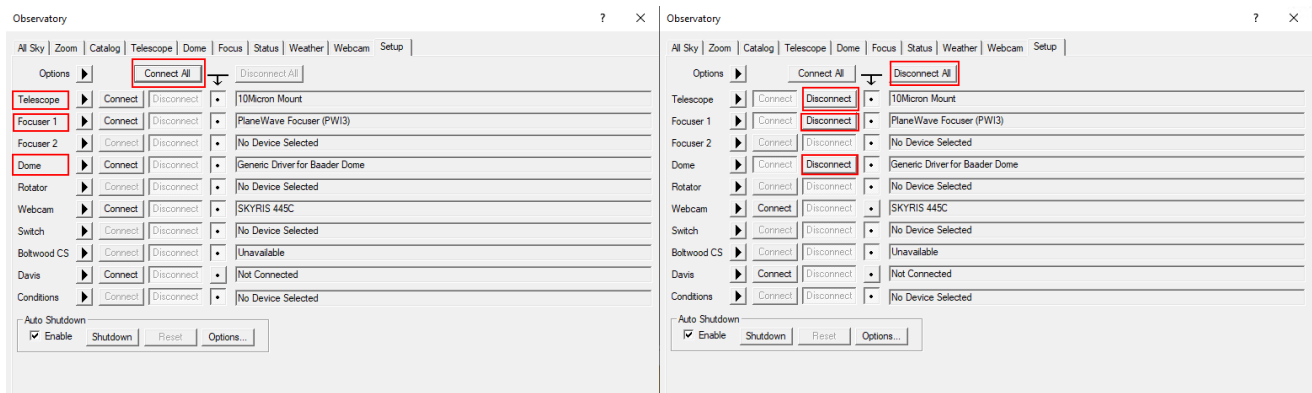 Observatory ? ×
All Sky Zoom Catalog Telescope Dome Focus Status Weather Webcam Setup
Options Connect All Disconnect All
Telescope Connect Disconnect 10Micron Mount
Focuser 1 Connect Disconnect PlaneWave Focuser (PWI3)
Focuser 2 Connect Disconnect No Device Selected
Dome Connect Disconnect Generic Driver for Baader Dome
Rotator Connect Disconnect No Device Selected
Webcam Connect Disconnect SKYRIS 445C
Switch Connect Disconnect No Device Selected
Boltwood CS Connect Disconnect Unavailable
Davis Connect Disconnect Not Connected
Conditions Connect Disconnect No Device Selected
Auto Shutdown
Enable Shutdown Reset Options...
Observatory ? ×
All Sky Zoom Catalog Telescope Dome Focus Status Weather Webcam Setup
Options Connect All Disconnect All
Telescope Connect Disconnect 10Micron Mount
Focuser 1 Connect Disconnect PlaneWave Focuser (PWI3)
Focuser 2 Connect Disconnect No Device Selected
Dome Connect Disconnect Generic Driver for Baader Dome
Rotator Connect Disconnect No Device Selected
Webcam Connect Disconnect SKYRIS 445C
Switch Connect Disconnect No Device Selected
Boltwood CS Connect Disconnect Unavailable
Davis Connect Disconnect Not Connected
Conditions Connect Disconnect No Device Selected
Auto Shutdown
Enable Shutdown Reset Options...